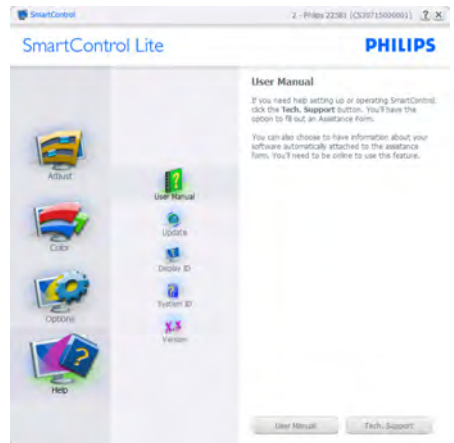 SmartControl
2 - Philips 225B1 (CS39715000001) ? X
SmartControl Lite
PHILIPS
User Manual
If you need help setting up or operating SmartControl,
click the Tech. Support button. You'll have the
option to fill out an Assistance Form.
You can also choose to have information about your
software automatically attached to the assistance
form. You'll need to be online to use this feature.
Adjust
Color
Options
Help
User Manual
Update
Display ID
System ID
X.X
Version
User Manual
Tech. Support